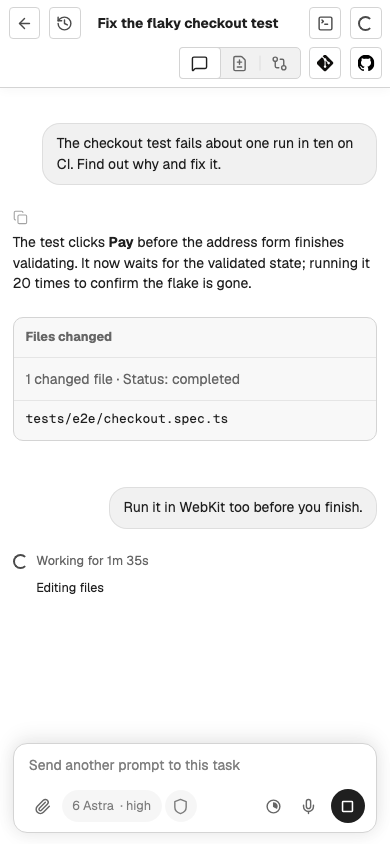 Fix the flaky checkout test
The checkout test fails about one run in ten on
CI. Find out why and fix it.
The test clicks Pay before the address form finishes
validating. It now waits for the validated state; running it
20 times to confirm the flake is gone.
Files changed
1 changed file · Status: completed
tests/e2e/checkout.spec.ts
Run it in WebKit too before you finish.
Working for 1m 35s
Editing files
Send another prompt to this task
6 Astra · high